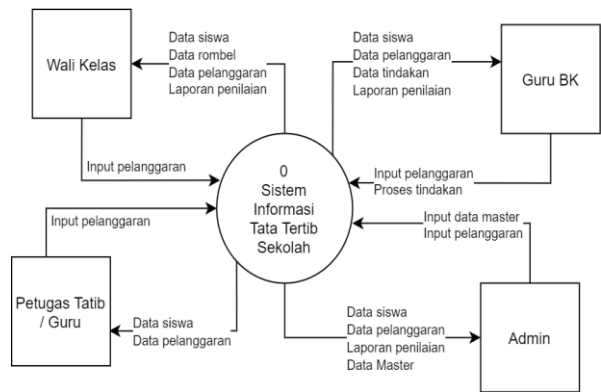 Wali Kelas
Data siswa
Data rombel
Data pelanggaran
Laporan penilaian
Data siswa
Data pelanggaran
Data tindakan
Laporan penilaian
Guru BK
Input pelanggaran
0
Sistem
Informasi
Tata Tertib
Sekolah
Input pelanggaran
Proses tindakan
Input pelanggaran
Input data master
Input pelanggaran
Petugas Tatib
/ Guru
Data siswa
Data pelanggaran
Data siswa
Data pelanggaran
Laporan penilaian
Data Master
Admin